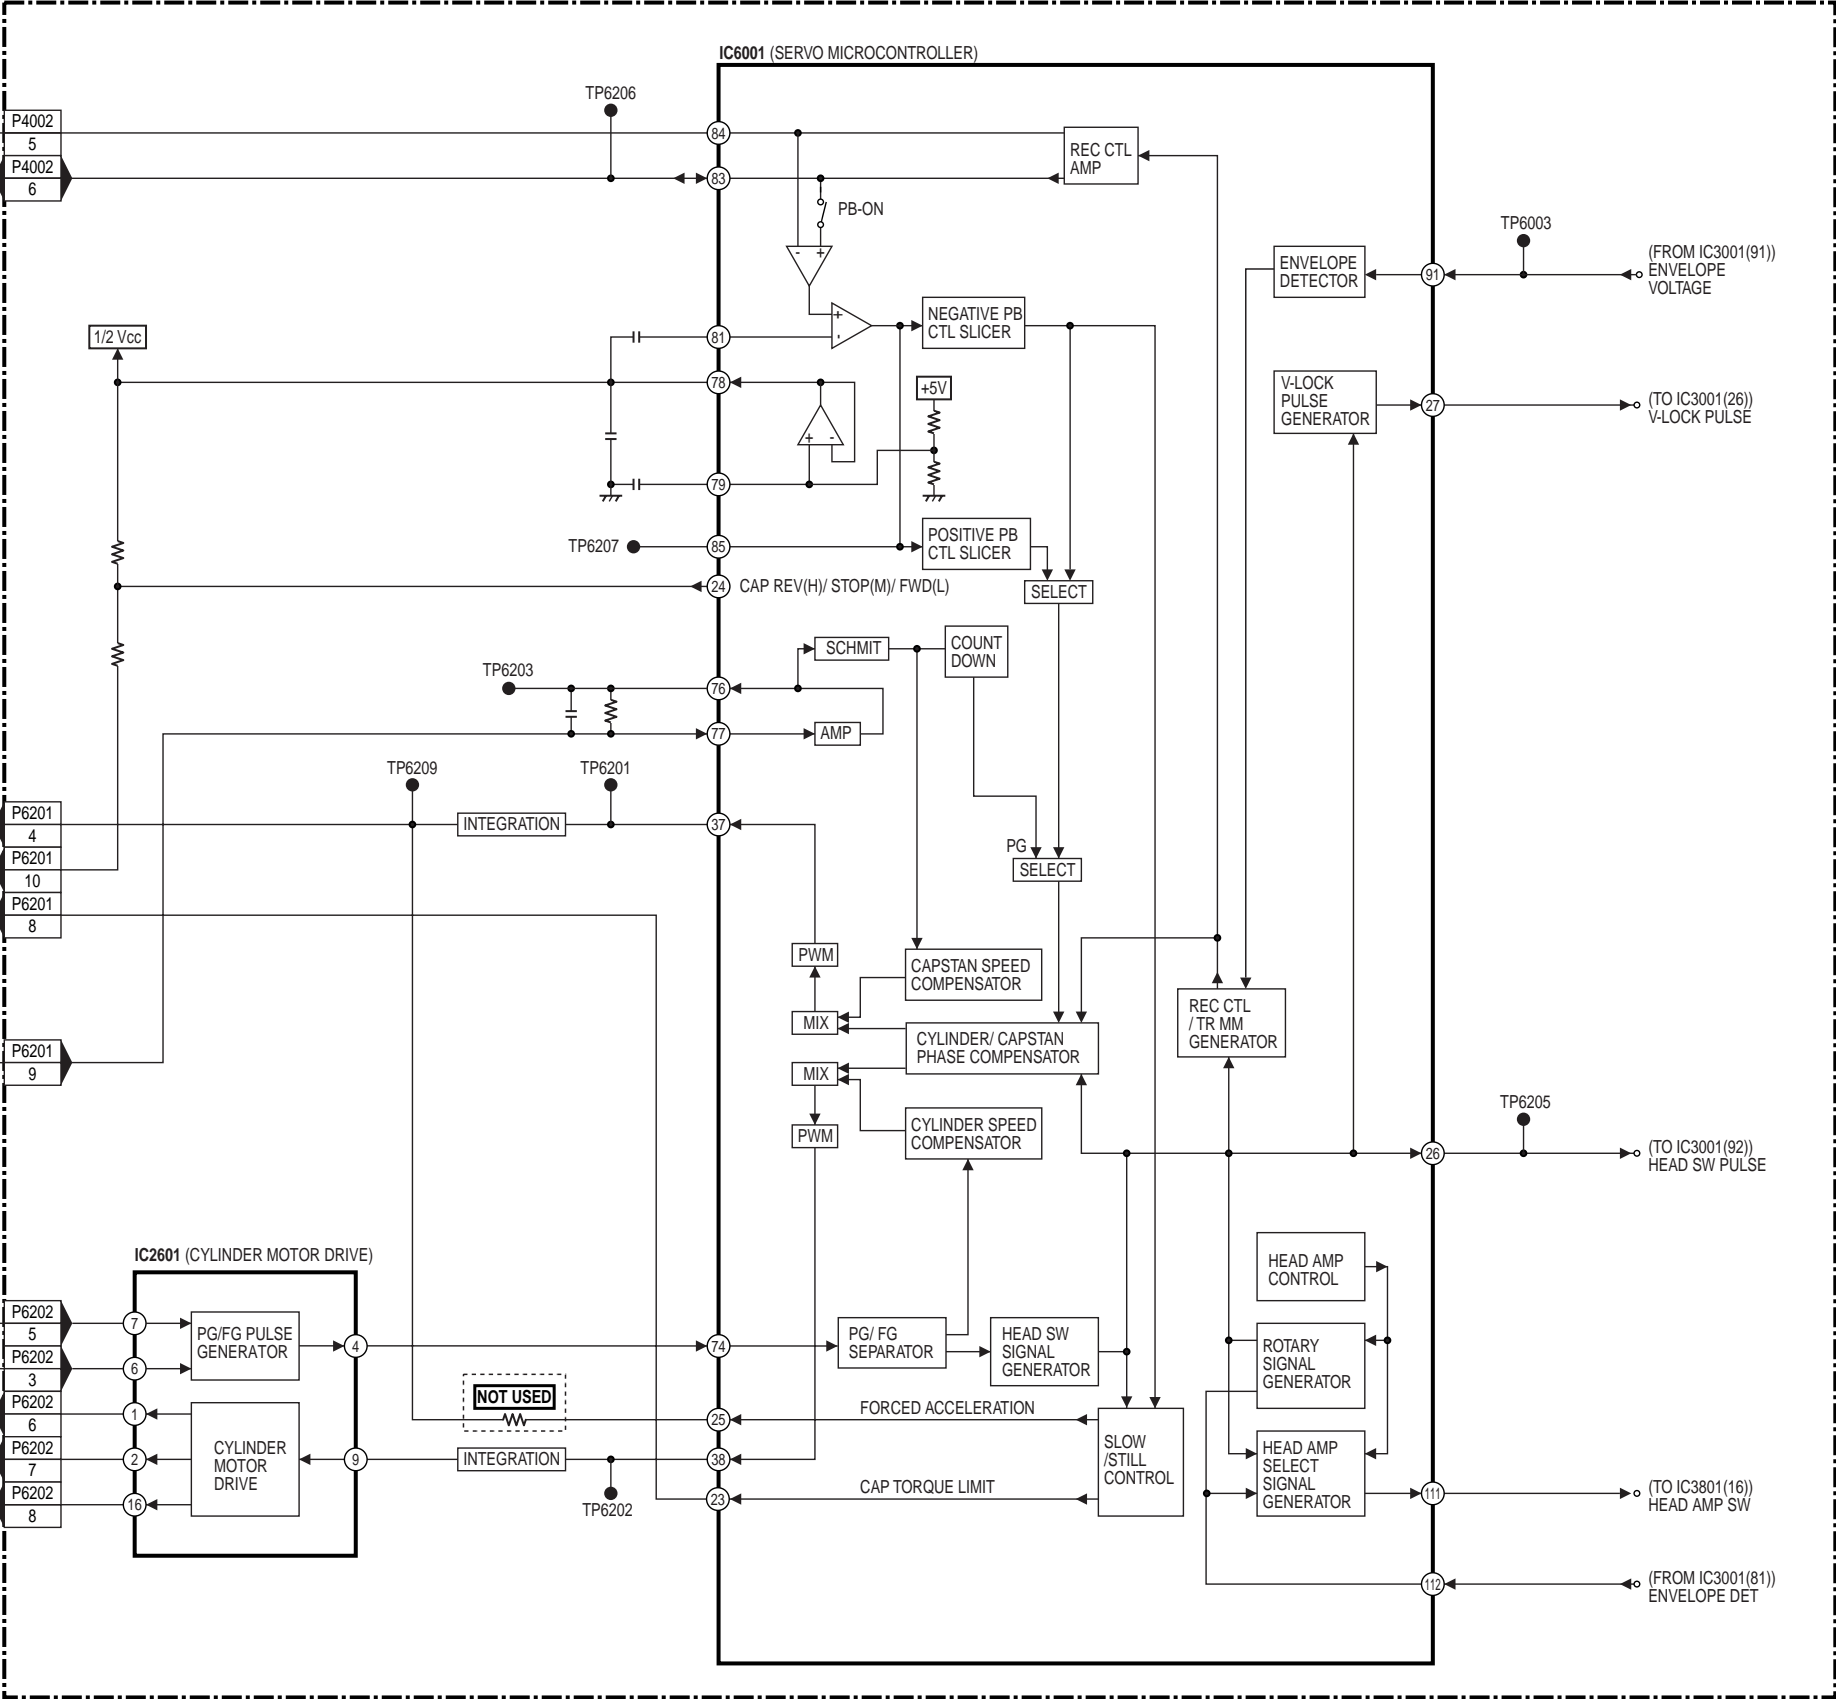 IC6001 (SERVO MICROCONTROLLER)
TP6206
P4002
5
P4002
6
84
83
REC CTL
AMP
PB-ON
-
+
TP6003
(FROM IC3001(91))
ENVELOPE
VOLTAGE
91
ENVELOPE
DETECTOR
1/2 Vcc
81
+
-
NEGATIVE PB
CTL SLICER
78
+5V
+
-
V-LOCK
PULSE
GENERATOR
27
(TO IC3001(26))
V-LOCK PULSE
79
TP6207
85
POSITIVE PB
CTL SLICER
24
CAP REV(H)/ STOP(M)/ FWD(L)
SELECT
SCHMIT
COUNT
DOWN
TP6203
76
77
AMP
TP6209
TP6201
P6201
4
P6201
10
P6201
8
INTEGRATION
37
PG
SELECT
PWM
CAPSTAN SPEED
COMPENSATOR
MIX
CYLINDER/ CAPSTAN
PHASE COMPENSATOR
REC CTL
/ TR MM
GENERATOR
P6201
9
MIX
PWM
CYLINDER SPEED
COMPENSATOR
TP6205
26
(TO IC3001(92))
HEAD SW PULSE
IC2601 (CYLINDER MOTOR DRIVE)
HEAD AMP
CONTROL
P6202
5
P6202
3
P6202
6
P6202
7
P6202
8
7
6
1
2
16
PG/FG PULSE
GENERATOR
4
CYLINDER
MOTOR
DRIVE
9
74
PG/ FG
SEPARATOR
HEAD SW
SIGNAL
GENERATOR
ROTARY
SIGNAL
GENERATOR
NOT USED
25
FORCED ACCELERATION
INTEGRATION
38
TP6202
23
CAP TORQUE LIMIT
SLOW
/STILL
CONTROL
HEAD AMP
SELECT
SIGNAL
GENERATOR
111
(TO IC3801(16))
HEAD AMP SW
112
(FROM IC3001(81))
ENVELOPE DET